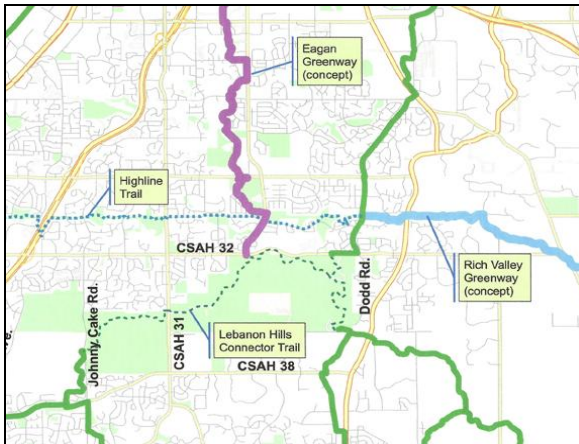 Eagan
Greenway
(concept)
Highline
Trail
CSAH 32
Rich Valley
Greenway
(concept)
Dodd Rd.
Johnny Cake Rd.
CSAH 31
Lebanon Hills
Connector Trail
CSAH 38